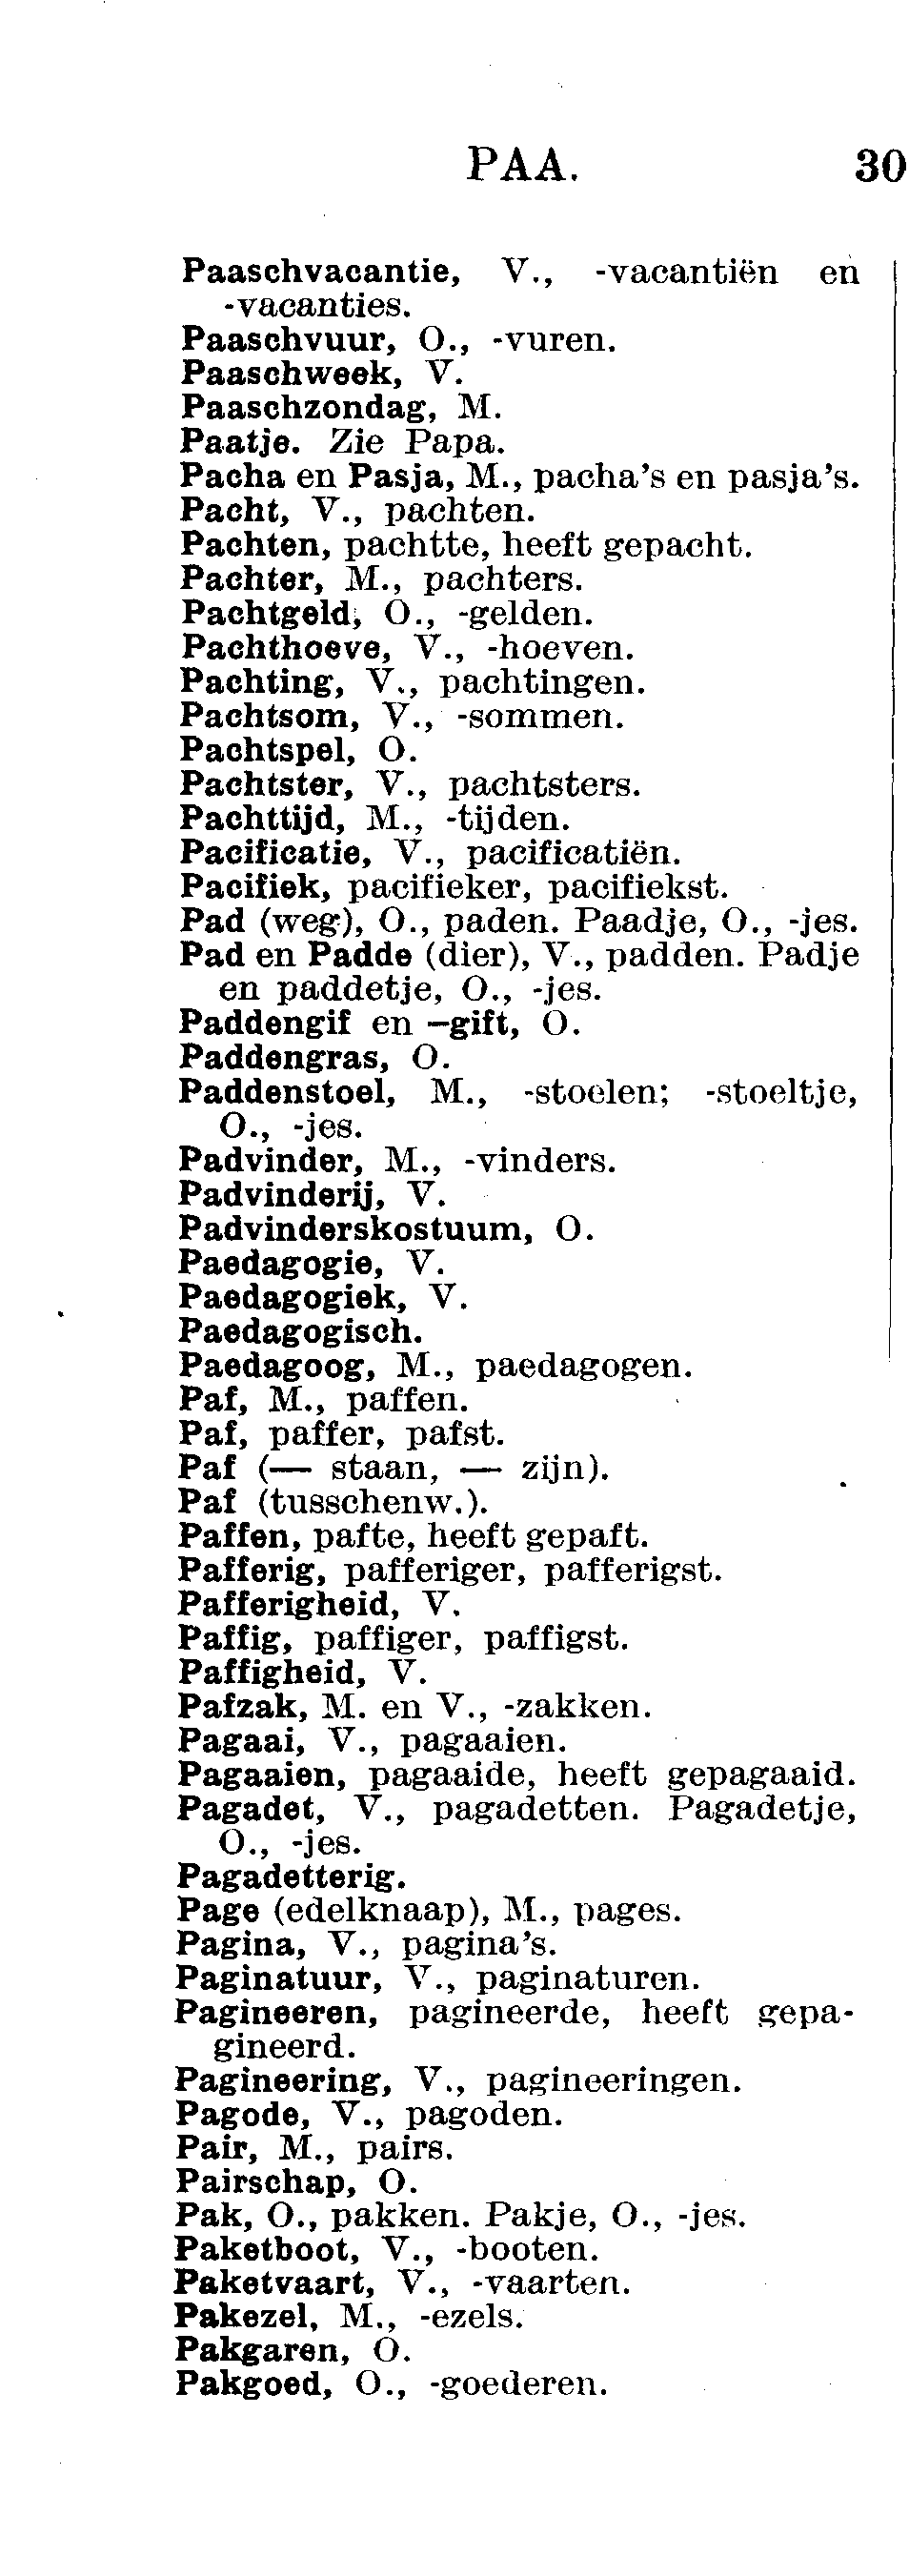 PAA. 30
Paaschvacantie, V., -vacantiën en
-vacanties.
Paaschvuur, O., -vuren.
Paaschweek, V.
Paaschzondag, M.
Paatje. Zie Papa.
Pacha en Pasja, M., pacha's en pasja's.
Pacht, V., pachten.
Pachten, pachtte, heeft gepacht.
Pachter, M., pachters.
Pachtgeld, O., -gelden.
Pachthoeve, V., -hoeven.
Pachting, V., pachtingen.
Pachtsom, V., -sommen.
Pachtspel, O.
Pachtster, V., pachtsters.
Pachttijd, M., -tijden.
Pacificatie, V., pacificatiën.
Pacifiek, pacifieker, pacifiekst.
Pad (weg), O., paden. Paadje, O., -jes.
Pad en Padde (dier), V., padden. Padje
en paddetje, O., -jes.
Paddengif en —gift, O.
Paddengras, O.
Paddenstoel, M., -stoelen; -stoeltje,
O., -jes.
Padvinder, M., -vinders.
Padvinderij, V.
Padvinderskostuum, O.
Paedagogie, V.
Paedagogiek, V.
Paedagogisch.
Paedagoog, M., paedagogen.
Paf, M., paffen.
Paf, paffer, pafst.
Paf (— staan, — zijn).
Paf (tusschenw.).
Paffen, pafte, heeft gepaft.
Pafferig, pafferiger, pafferigst.
Pafferigheid, V.
Paffig, paffiger, paffigst.
Paffigheid, V.
Pafzak, M. en V., -zakken.
Pagaai, V., pagaaien.
Pagaaien, pagaaide, heeft gepagaaid.
Pagadet, V., pagadetten. Pagadetje,
O., -jes.
Pagadetterig.
Page (edelknaap), M., pages.
Pagina, V., pagina's.
Paginatuur, V., paginaturen.
Pagineeren, pagineerde, heeft gepa-
gineerd.
Pagineering, V., pagineeringen.
Pagode, V., pagoden.
Pair, M., pairs.
Pairschap, O.
Pak, O., pakken. Pakje, O., -jes.
Paketboot, V., -booten.
Paketvaart, V., -vaarten.
Pakezel, M., -ezels.
Pakgaren, O.
Pakgoed, O., -goederen.